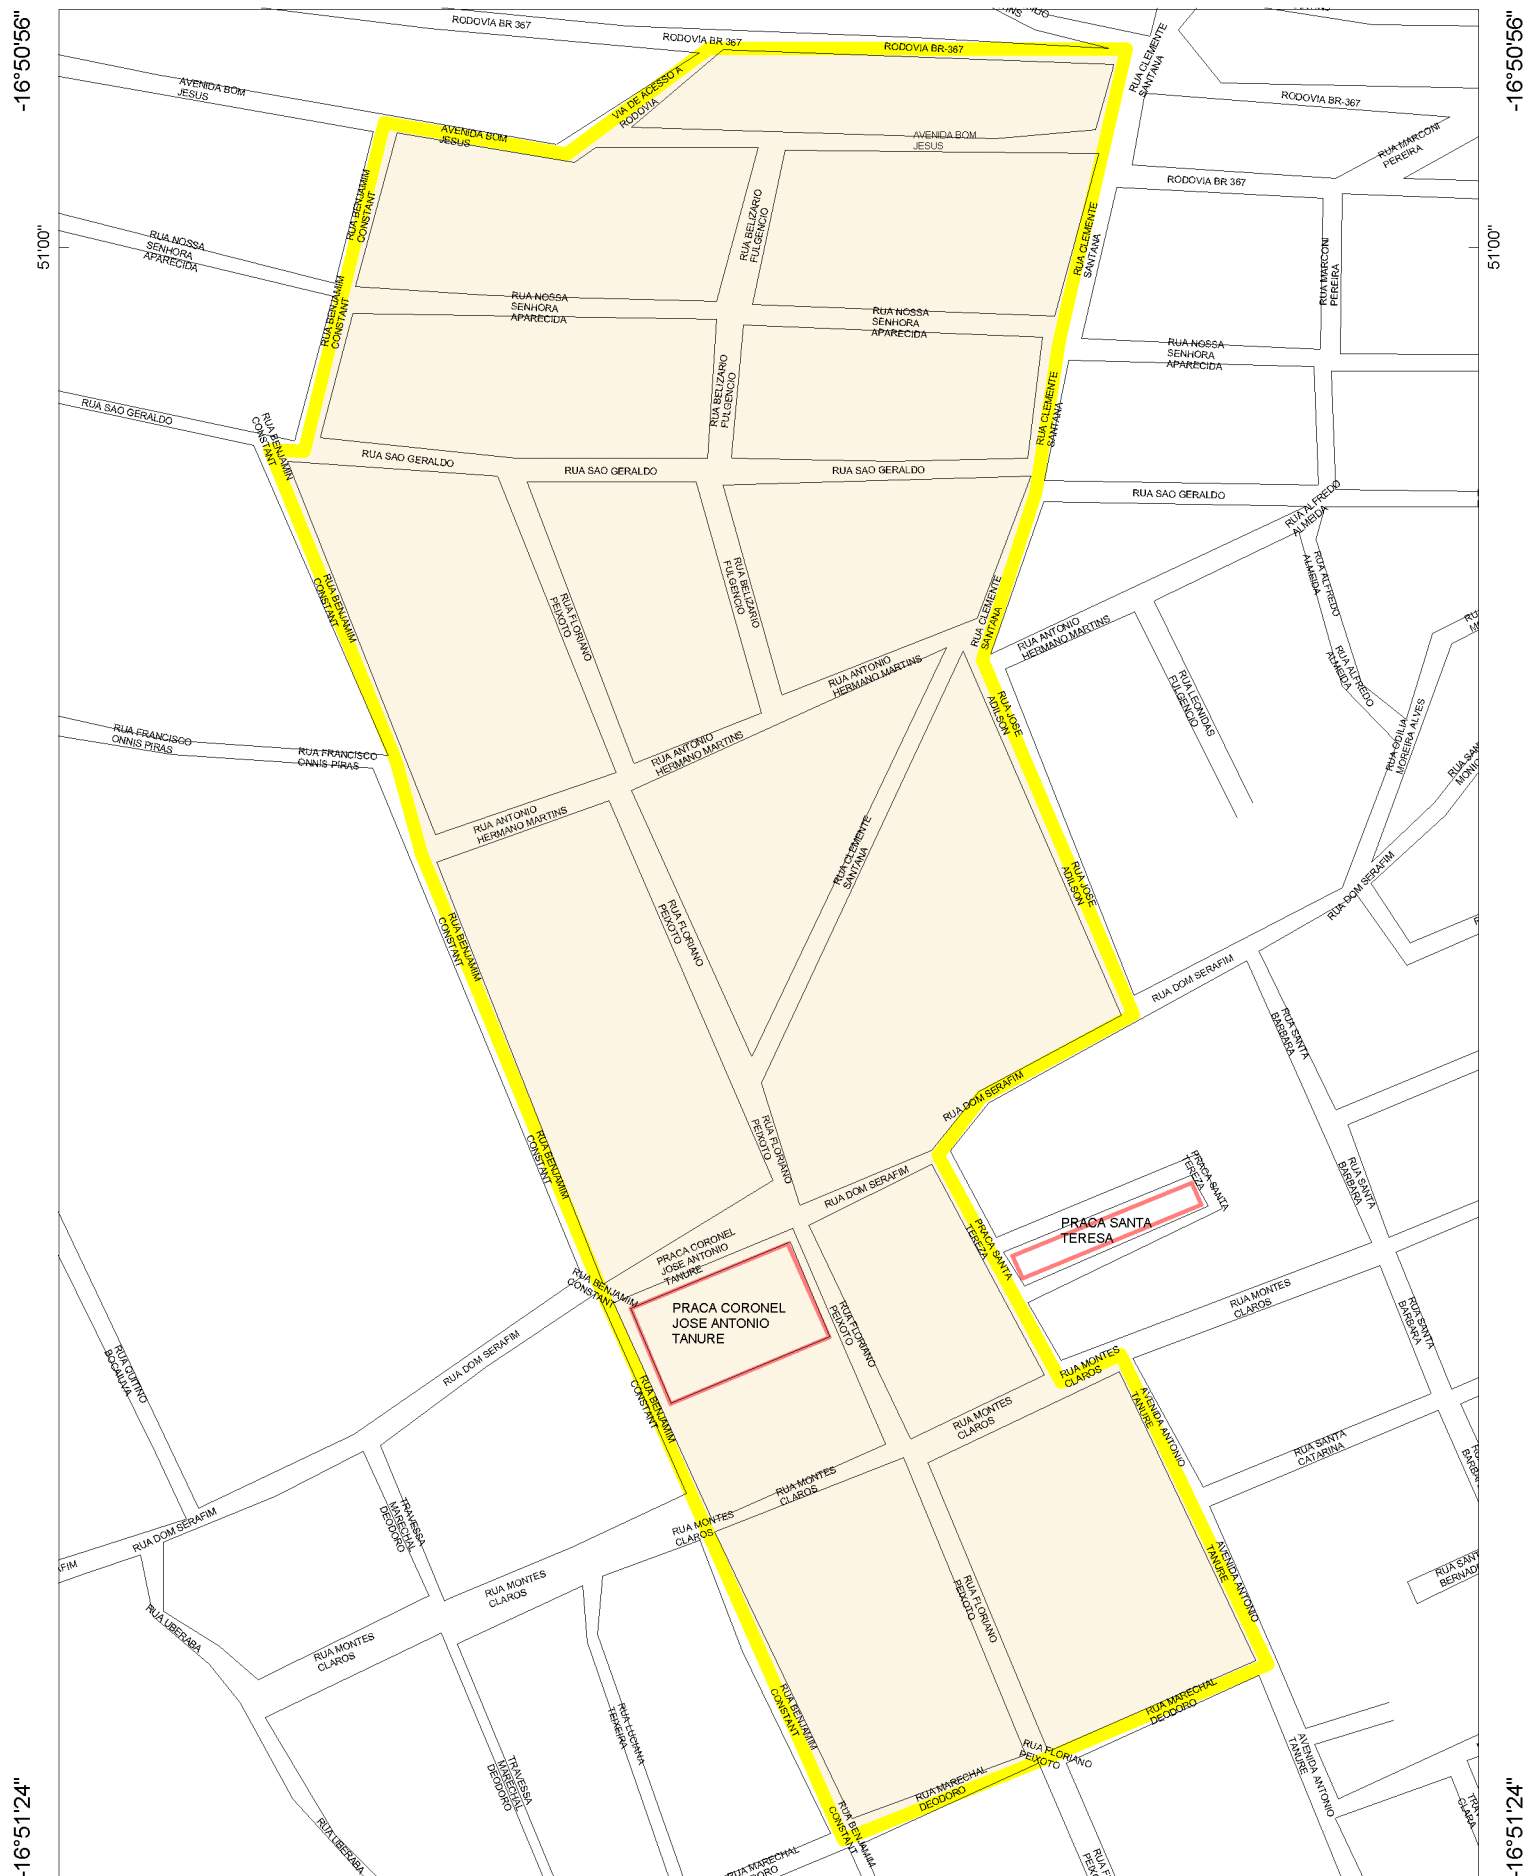 -16°50'56"
-16°50'56"
RODOVIA BR 367
RODOVIA BR 367
RODOVIA BR-367
RUA CLEMENTE
SANTANA
AVENIDA BOM
JESUS
VIA DE ACESSO A
RODOVIA
RODOVIA BR-367
AVENIDA BOM
JESUS
AVENIDA BOM
JESUS
RUA MARCONI
PEREIRA
RODOVIA BR 367
RUA BENJAMIM
CONSTANT
RUA BELIZARIO
FULGENCIO
RUA CLEMENTE
SANTANA
51'00"
51'00"
RUA NOSSA
SENHORA
APARECIDA
RUA MARCONI
PEREIRA
RUA BENJAMIM
CONSTANT
RUA NOSSA
SENHORA
APARECIDA
RUA NOSSA
SENHORA
APARECIDA
RUA NOSSA
SENHORA
APARECIDA
RUA BELIZARIO
FULGENCIO
RUA CLEMENTE
SANTANA
RUA SAO GERALDO
RUA BENJAMIN
CONSTANT
RUA SAO GERALDO
RUA SAO GERALDO
RUA SAO GERALDO
RUA SAO GERALDO
RUA ALFREDO
ALMEIDA
RUA BENJAMIM
CONSTANT
RUA FLORIANO
PEIXOTO
RUA BELIZARIO
FULGENCIO
RUA CLEMENTE
SANTANA
RUA ANTONIO
HERMANO MARTINS
RUA ALFREDO
ALMEIDA
RUA ALFREDO
ALMEIDA
RUA ANTONIO
HERMANO MARTINS
RUA LEONIDAS
FULGENCIO
RUA JOSE
ADILSON
RUA FRANCISCO
ONNIS PIRAS
RUA FRANCISCO
ONNIS PIRAS
RUA ANTONIO
HERMANO MARTINS
RUA ODILIA
MOREIRA ALVES
RUA ANTONIO
HERMANO MARTINS
RUA CLEMENTE
SANTANA
RUA JOSE
ADILSON
RUA DOM SERAFIM
RUA BENJAMIM
CONSTANT
RUA FLORIANO
PEIXOTO
RUA DOM SERAFIM
RUA SANTA
BARBARA
RUA DOM SERAFIM
RUA BENJAMIM
CONSTANT
RUA FLORIANO
PEIXOTO
RUA DOM SERAFIM
PRACA SANTA
TEREZA
RUA SANTA
BARBARA
PRACA SANTA
TERESA
PRACA SANTA
TEREZA
PRACA CORONEL
JOSE ANTONIO
TANURE
RUA BENJAMIM
CONSTANT
PRACA CORONEL
JOSE ANTONIO
TANURE
RUA FLORIANO
PEIXOTO
RUA MONTES
CLAROS
RUA SANTA
BARBARA
RUA QUITINO
BOCAIUVA
RUA DOM SERAFIM
RUA BENJAMIM
CONSTANT
RUA MONTES
CLAROS
AVENIDA ANTONIO
TANURE
RUA MONTES
CLAROS
RUA SANTA
CATARINA
RUA MONTES
CLAROS
RUA MONTES
CLAROS
RUA DOM SERAFIM
TRAVESSA
MARECHAL
DEODORO
RUA MONTES
CLAROS
AVENIDA ANTONIO
TANURE
RUA FLORIANO
PEIXOTO
RUA UBERABA
RUA MONTES
CLAROS
RUA LUCIANA
TEIXEIRA
RUA BENJAMIM
CONSTANT
RUA MARECHAL
DEODORO
RUA FLORIANO
PEIXOTO
AVENIDA ANTONIO
TANURE
TRAVESSA
MARECHAL
DEODORO
RUA MARECHAL
DEODORO
RUA BENJAMIM
CONSTANT
RUA UBERABA
RUA MARECHAL
-16°51'24"
-16°51'24"